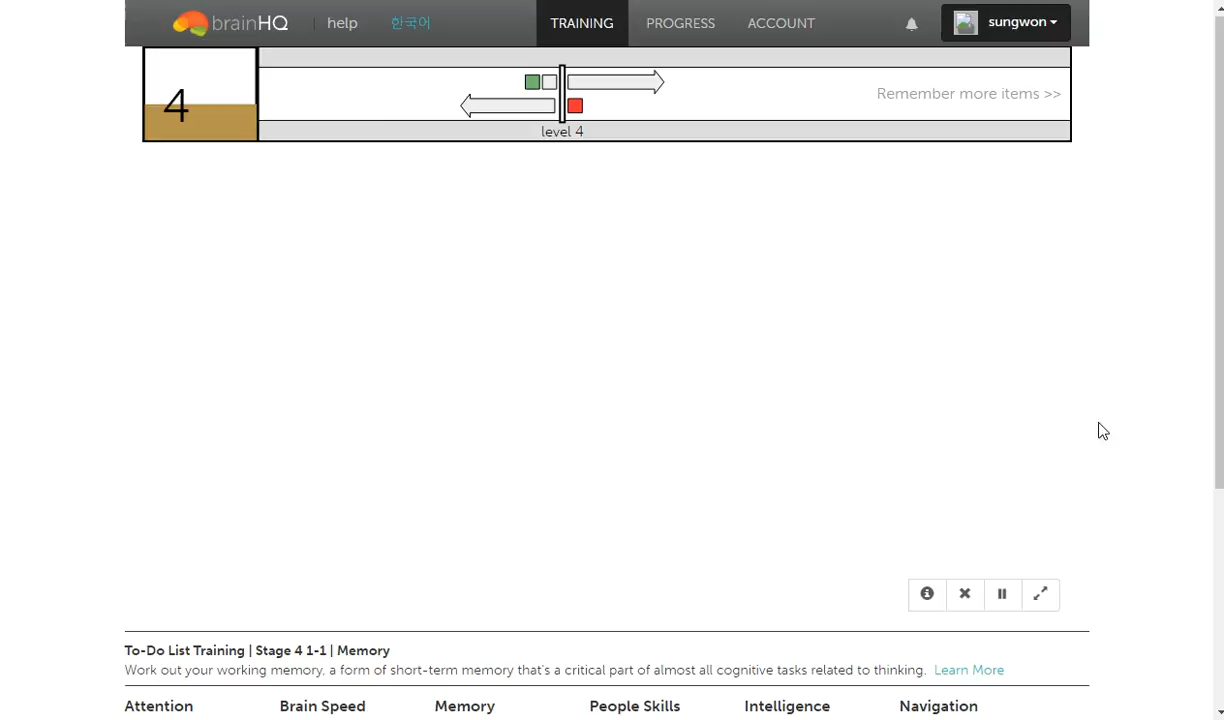 brainHQ help 한국어 TRAINING PROGRESS ACCOUNT sungwon
4
Remember more items >>
level 4
To-Do List Training | Stage 4 1-1 | Memory
Work out your working memory, a form of short-term memory that's a critical part of almost all cognitive tasks related to thinking. Learn More
Attention Brain Speed Memory People Skills Intelligence Navigation